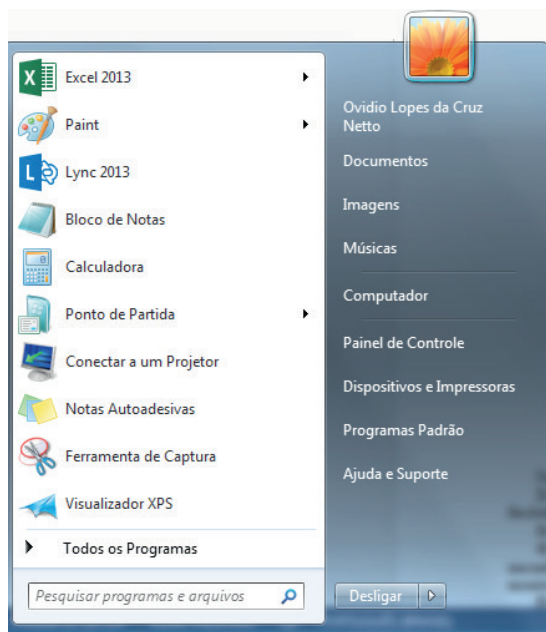 Excel 2013
Paint
Lync 2013
Bloco de Notas
Calculadora
Ponto de Partida
Conectar a um Projetor
Notas Autoadesivas
Ferramenta de Captura
Visualizador XPS
Todos os Programas
Pesquisar programas e arquivos
Ovidio Lopes da Cruz
Netto
Documentos
Imagens
Músicas
Computador
Painel de Controle
Dispositivos e Impressoras
Programas Padrão
Ajuda e Suporte
Desligar